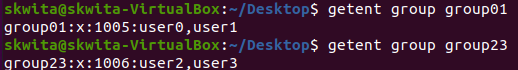 skwita@skwita-VirtualBox:~/Desktop$ getent group group01
group01:x:1005:user0,user1
skwita@skwita-VirtualBox:~/Desktop$ getent group group23
group23:x:1006:user2,user3